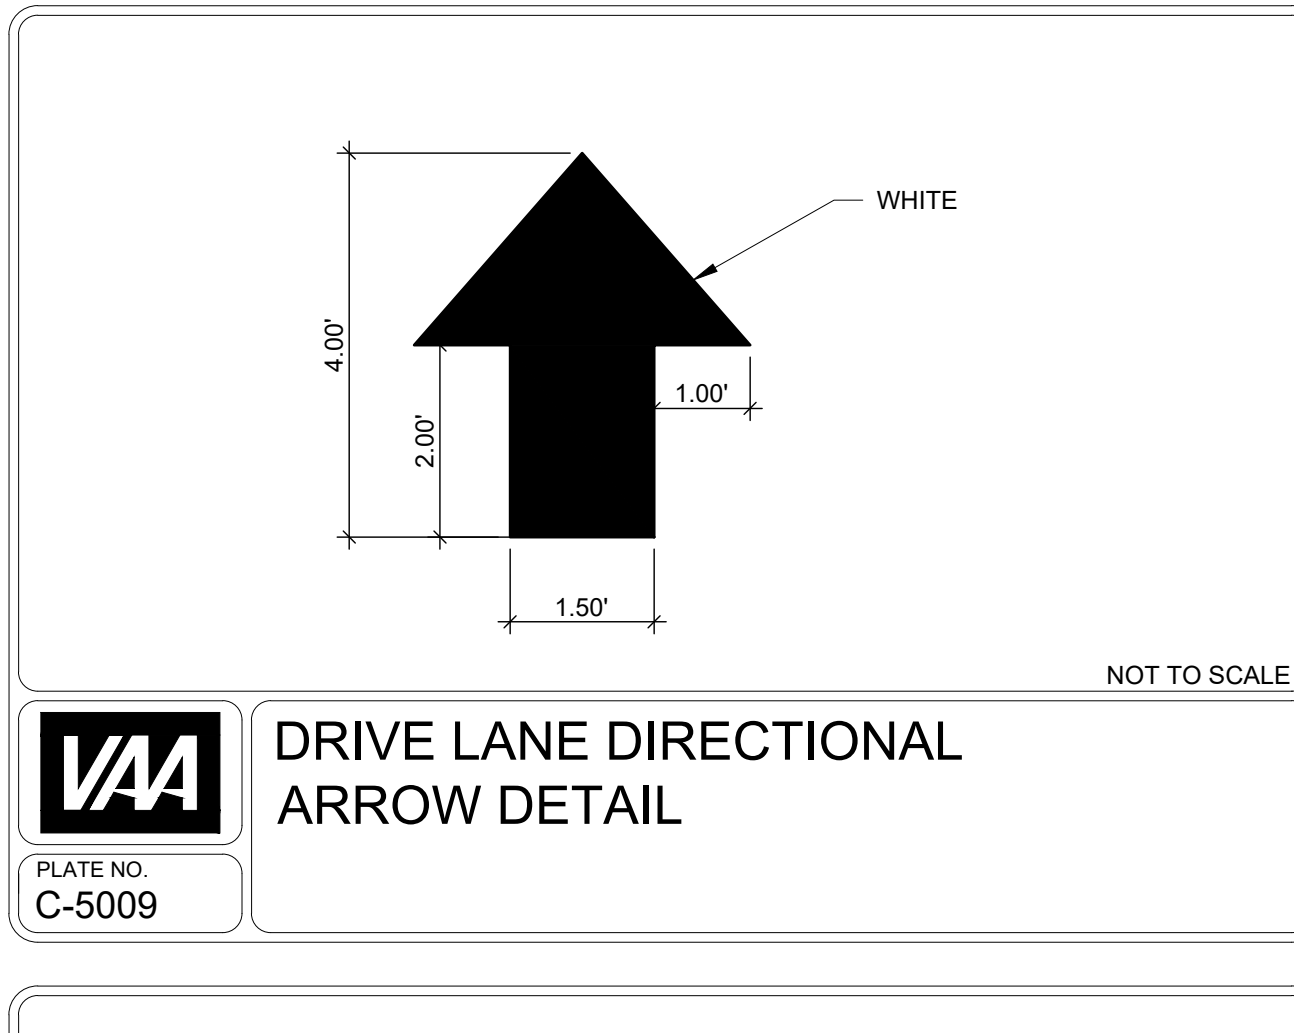 WHITE
4.00'
1.00'
2.00'
1.50'
NOT TO SCALE
VAA
DRIVE LANE DIRECTIONAL
ARROW DETAIL
PLATE NO.
C-5009